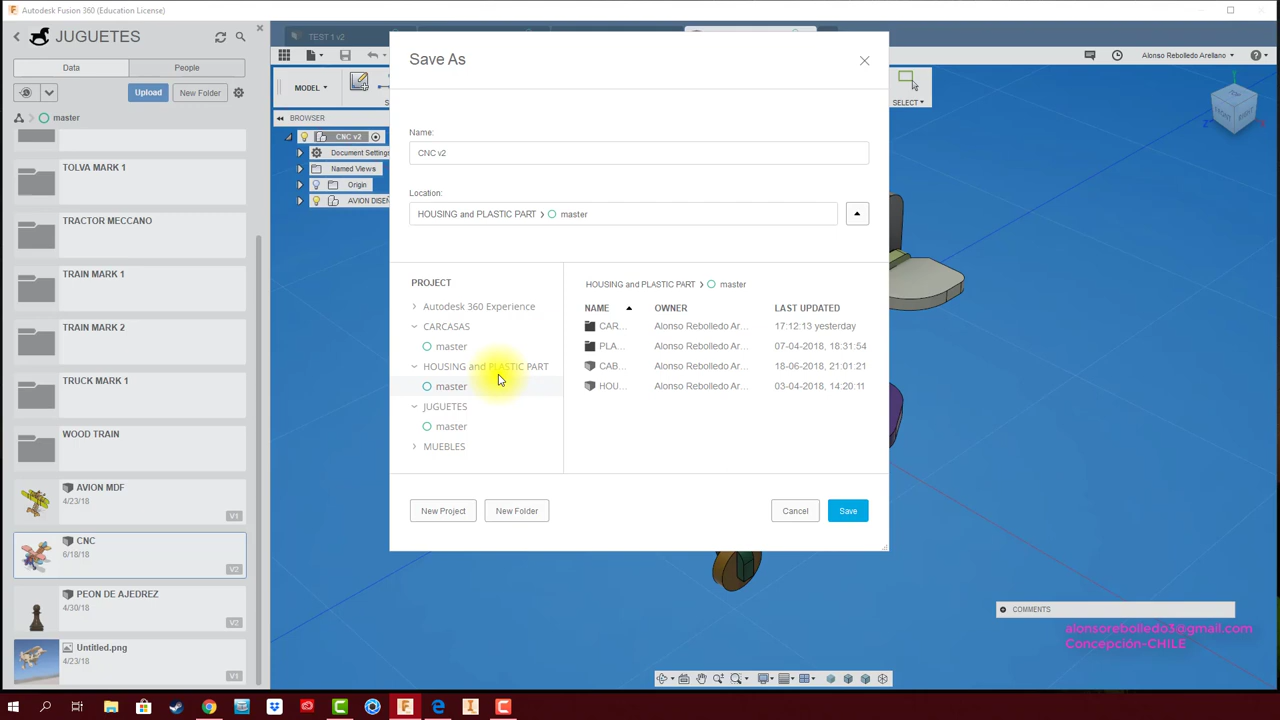 Autodesk Fusion 360 (Education License)
JUGUETES
Data
People
Upload
New Folder
master
TOLVA MARK 1
TRACTOR MECCANO
TRAIN MARK 1
TRAIN MARK 2
TRUCK MARK 1
WOOD TRAIN
AVION MDF
4/23/18
V1
CNC
6/18/18
V2
PEON DE AJEDREZ
4/30/18
V2
Untitled.png
4/23/18
V1
TEST 1 v2
MODEL
BROWSER
CNC v2
Document Settings
Named Views
Origin
AVION DISEÑ
Save As
Name:
CNC v2
Location:
HOUSING and PLASTIC PART > master
PROJECT
Autodesk 360 Experience
CARCASAS
master
HOUSING and PLASTIC PART
master
JUGUETES
master
MUEBLES
HOUSING and PLASTIC PART > master
NAME OWNER LAST UPDATED
CAR... Alonso Rebolledo Ar... 17:12:13 yesterday
PLA... Alonso Rebolledo Ar... 07-04-2018, 18:31:54
CAB... Alonso Rebolledo Ar... 18-06-2018, 21:01:21
HOU... Alonso Rebolledo Ar... 03-04-2018, 14:20:11
New Project
New Folder
Cancel
Save
Alonso Rebolledo Arellano
SELECT
RIGHT
COMMENTS
alonsorebolledo3@gmail.com
Concepción-CHILE